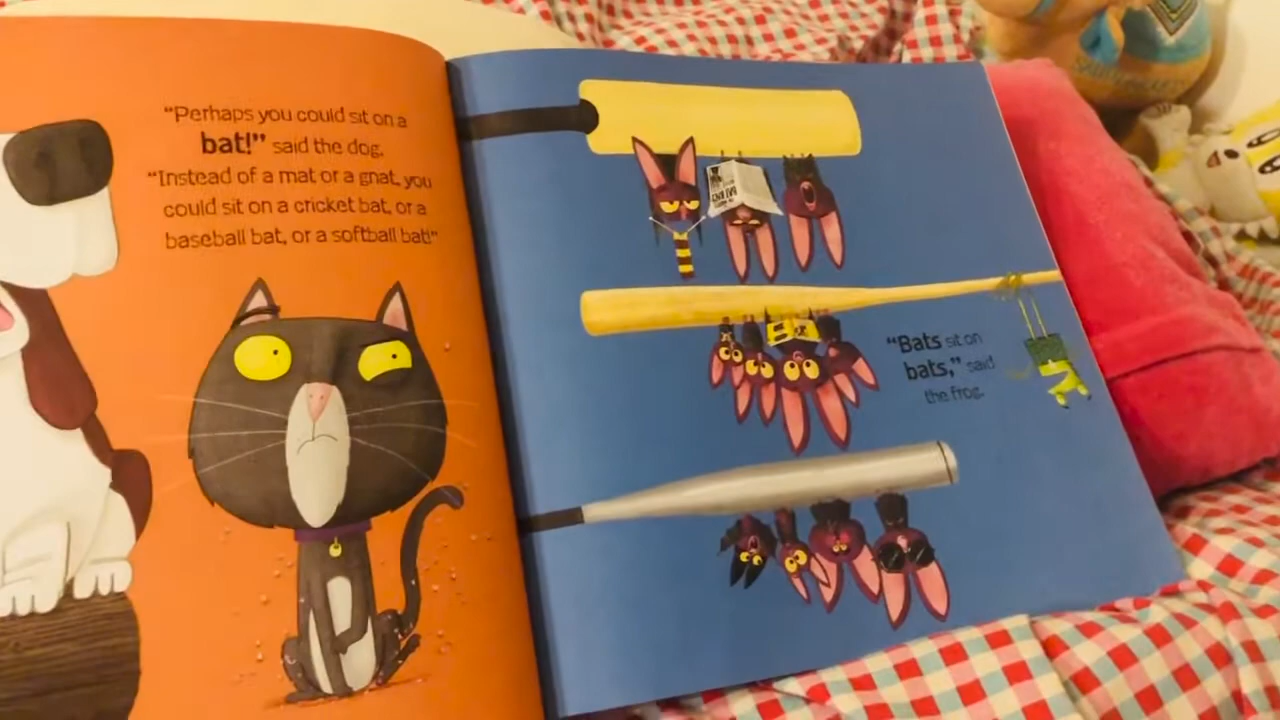 “Perhaps you could sit on a
bat!” said the dog.
“Instead of a mat or a gnat, you
could sit on a cricket bat, or a
baseball bat, or a softball bat!”
“Bats sit on
bats,” said
the frog.